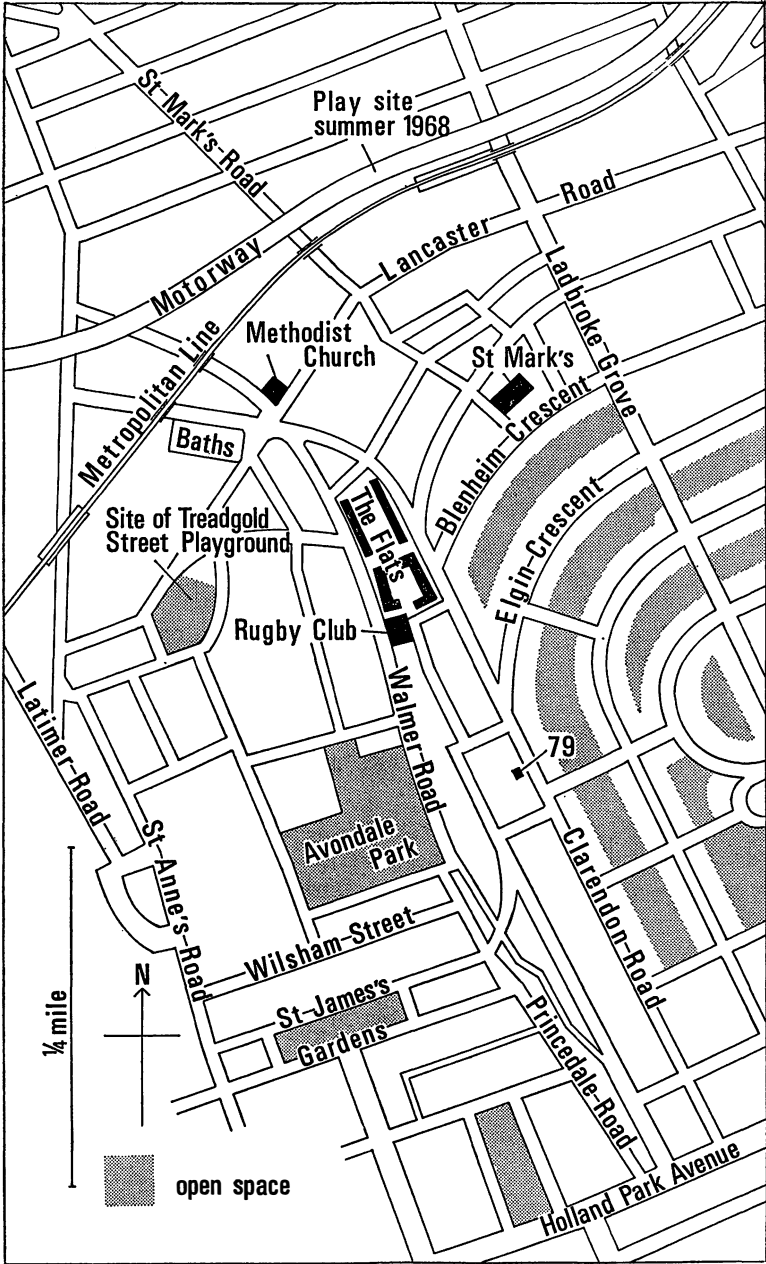 St·Mark's·Road
Play site
summer 1968
Lancaster Road
Motorway
Ladbroke·Grove
Metropolitan Line
Methodist
Church
St Mark's
Blenheim·Crescent
Baths
The Flats
Site of Treadgold
Street Playground
Elgin·Crescent
Rugby Club
Walmer·Road
Latimer·Road
79
St·Anne's·Road
Avondale
Park
Clarendon·Road
Wilsham·Street
N
St·James's
Gardens
¼ mile
Princedale·Road
open space
Holland Park Avenue